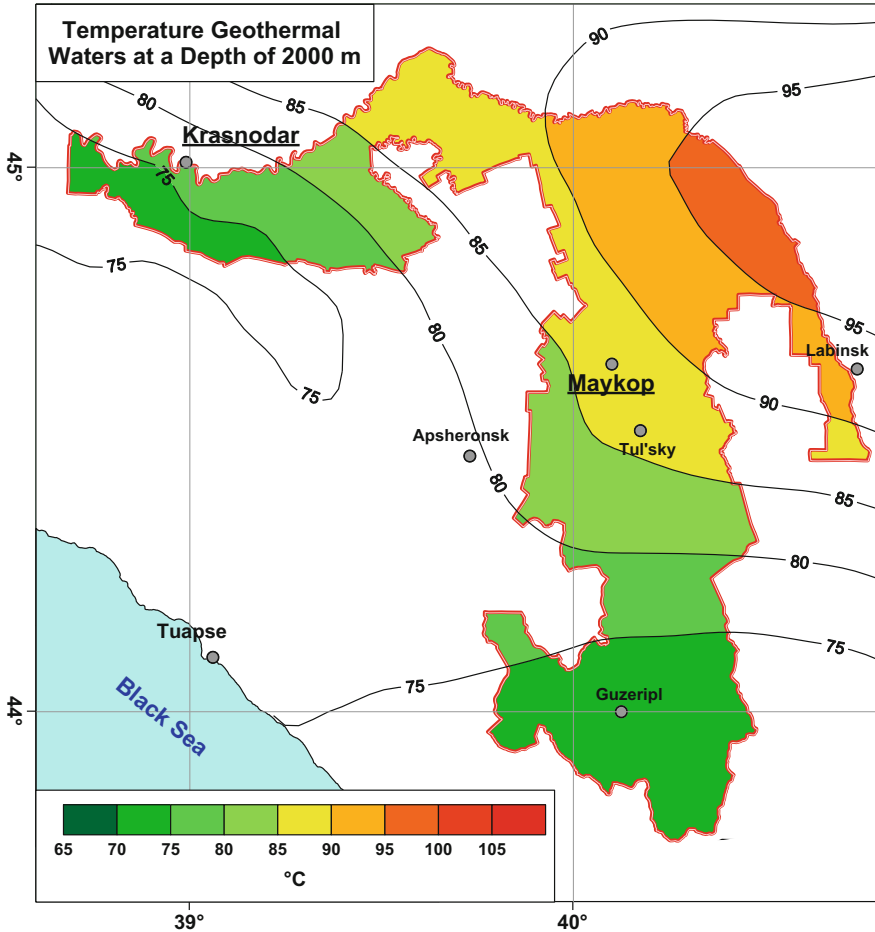 Temperature Geothermal
Waters at a Depth of 2000 m
90
95
80
85
Krasnodar
45°
75
85
75
80
95
Labinsk
Maykop
75
90
Apsheronsk
Tul'sky
80
85
80
Tuapse
75
75
Guzeripl
Black Sea
44°
65 70 75 80 85 90 95 100 105
°C
39° 40°